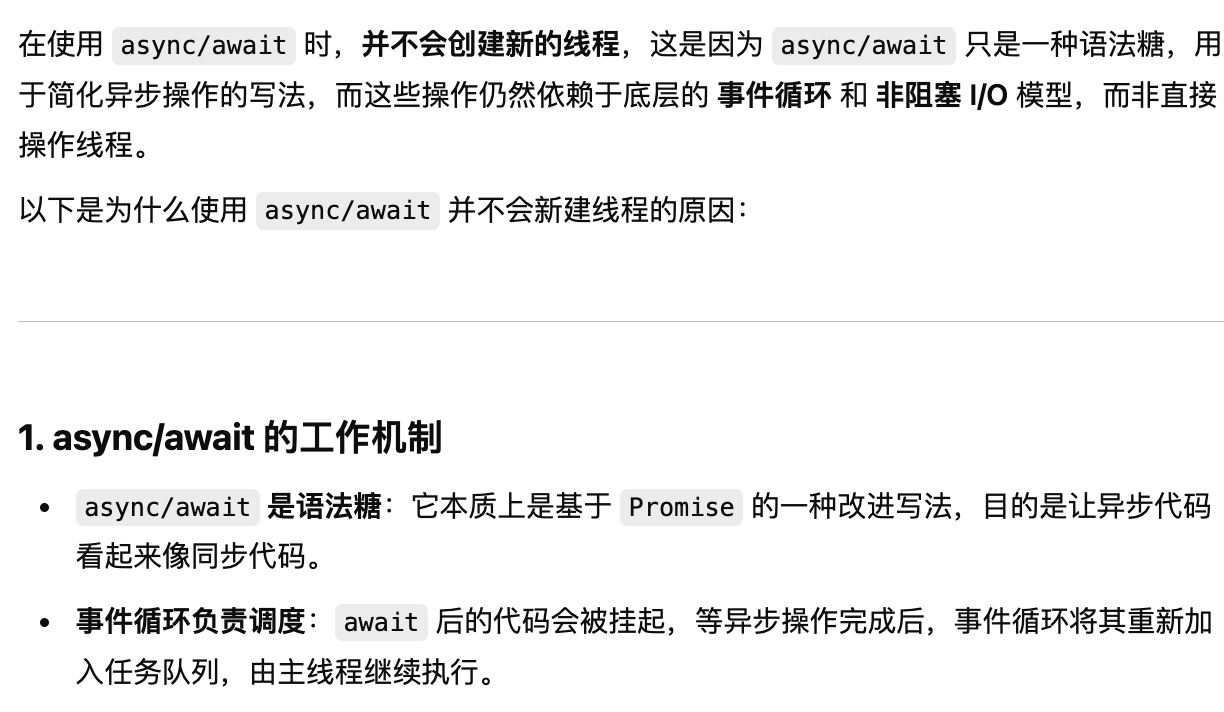 在使用 async/await 时，并不会创建新的线程，这是因为 async/await 只是一种语法糖，用
于简化异步操作的写法，而这些操作仍然依赖于底层的 事件循环 和 非阻塞 I/O 模型，而非直接
操作线程。
以下是为什么使用 async/await 并不会新建线程的原因：
1. async/await 的工作机制
• async/await 是语法糖：它本质上是基于 Promise 的一种改进写法，目的是让异步代码
看起来像同步代码。
• 事件循环负责调度：await 后的代码会被挂起，等异步操作完成后，事件循环将其重新加
入任务队列，由主线程继续执行。